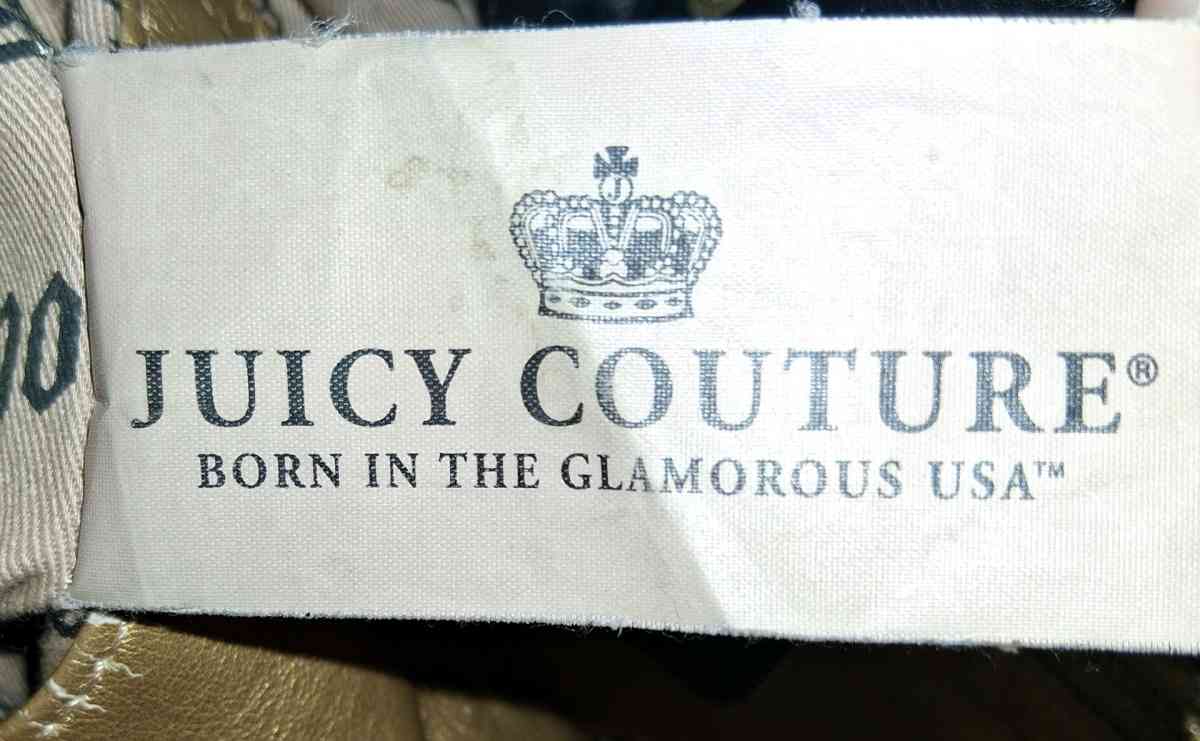 J
JUICY COUTURE®
BORN IN THE GLAMOROUS USA™